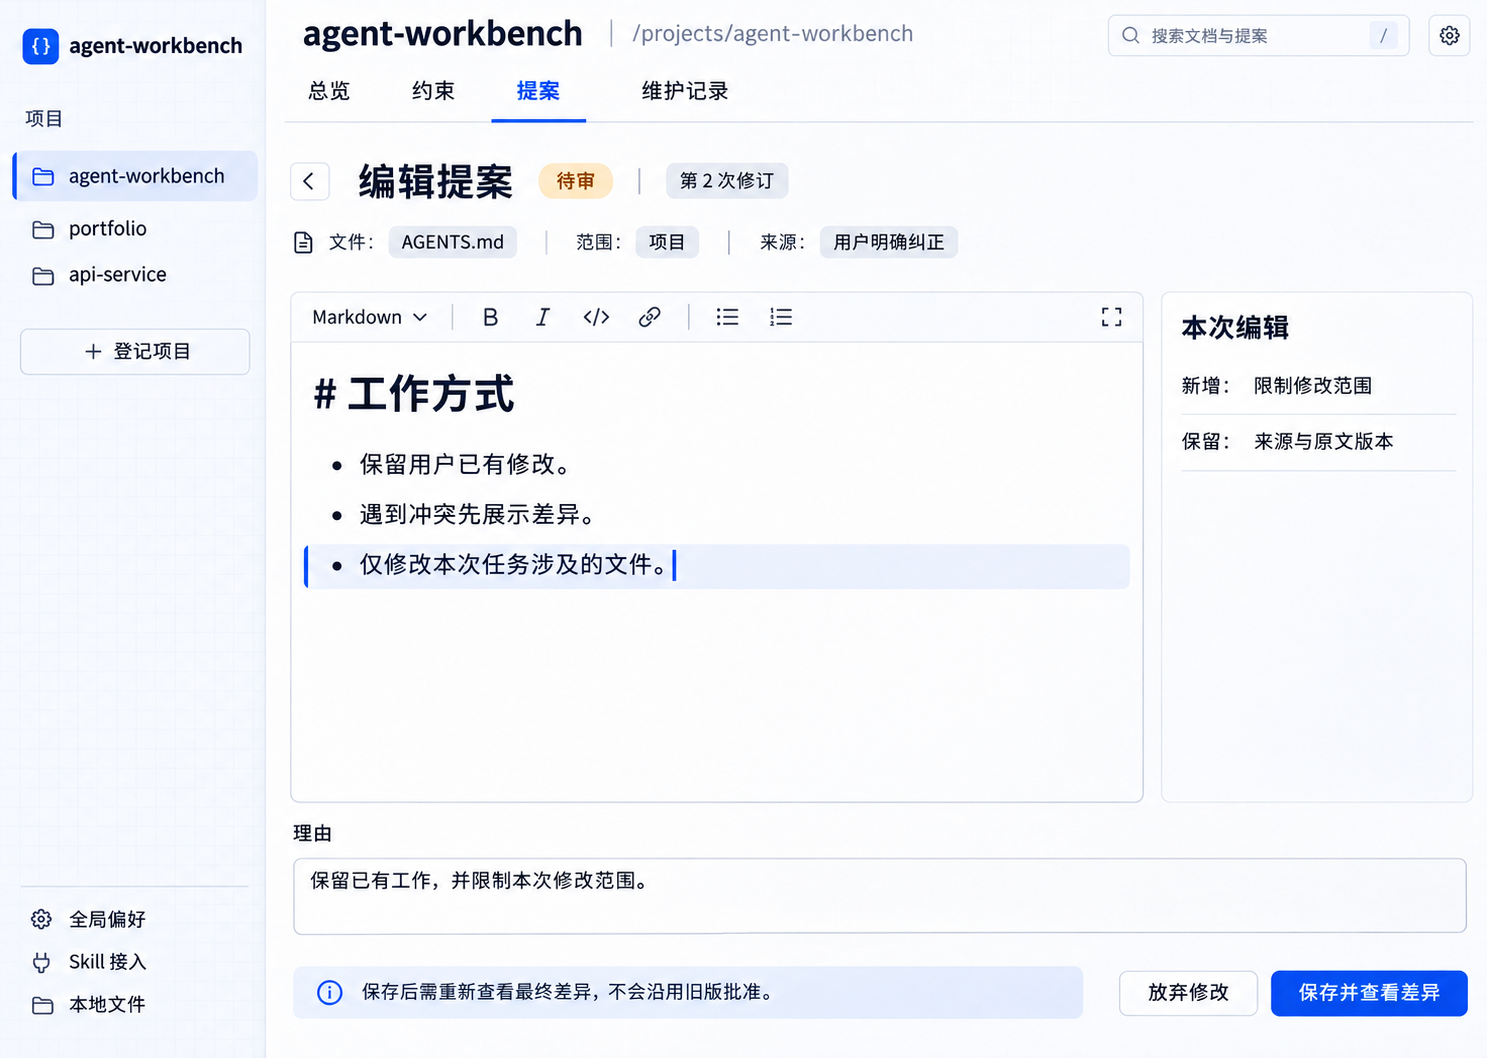 { } agent-workbench
项目
agent-workbench
portfolio
api-service
+ 登记项目
全局偏好
Skill 接入
本地文件
agent-workbench | /projects/agent-workbench
搜索文档与提案 /
总览 约束 提案 维护记录
编辑提案 待审 | 第 2 次修订
文件： AGENTS.md | 范围： 项目 | 来源： 用户明确纠正
Markdown B I </>
# 工作方式
• 保留用户已有修改。
• 遇到冲突先展示差异。
• 仅修改本次任务涉及的文件。
本次编辑
新增： 限制修改范围
保留： 来源与原文版本
理由
保留已有工作，并限制本次修改范围。
保存后需重新查看最终差异，不会沿用旧版批准。
放弃修改 保存并查看差异